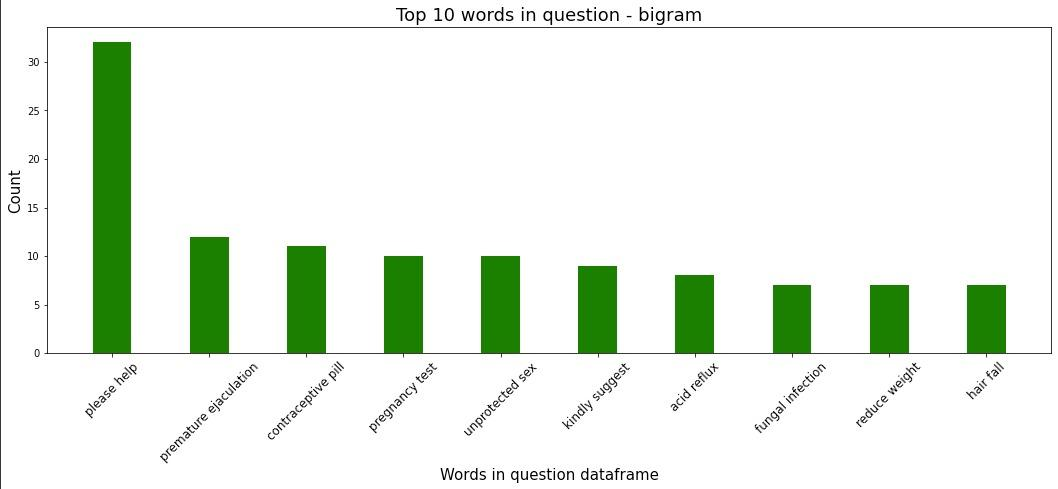 Top 10 words in question - bigram
Count
30
25
20
15
10
5
0
please help
premature ejaculation
contraceptive pill
pregnancy test
unprotected sex
kindly suggest
acid reflux
fungal infection
reduce weight
hair fall
Words in question dataframe